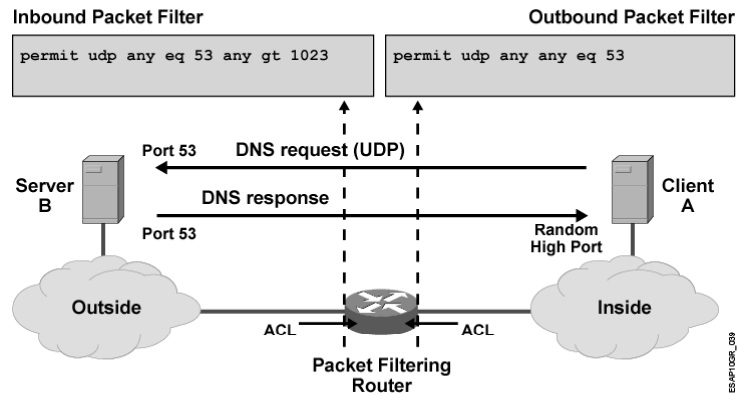 Inbound Packet Filter
Outbound Packet Filter
permit udp any eq 53 any gt 1023
permit udp any any eq 53
Port 53
DNS request (UDP)
Server
B
Client
A
DNS response
Port 53
Random
High Port
Outside
Inside
ACL
ACL
Packet Filtering
Router
ESAP10GR_039